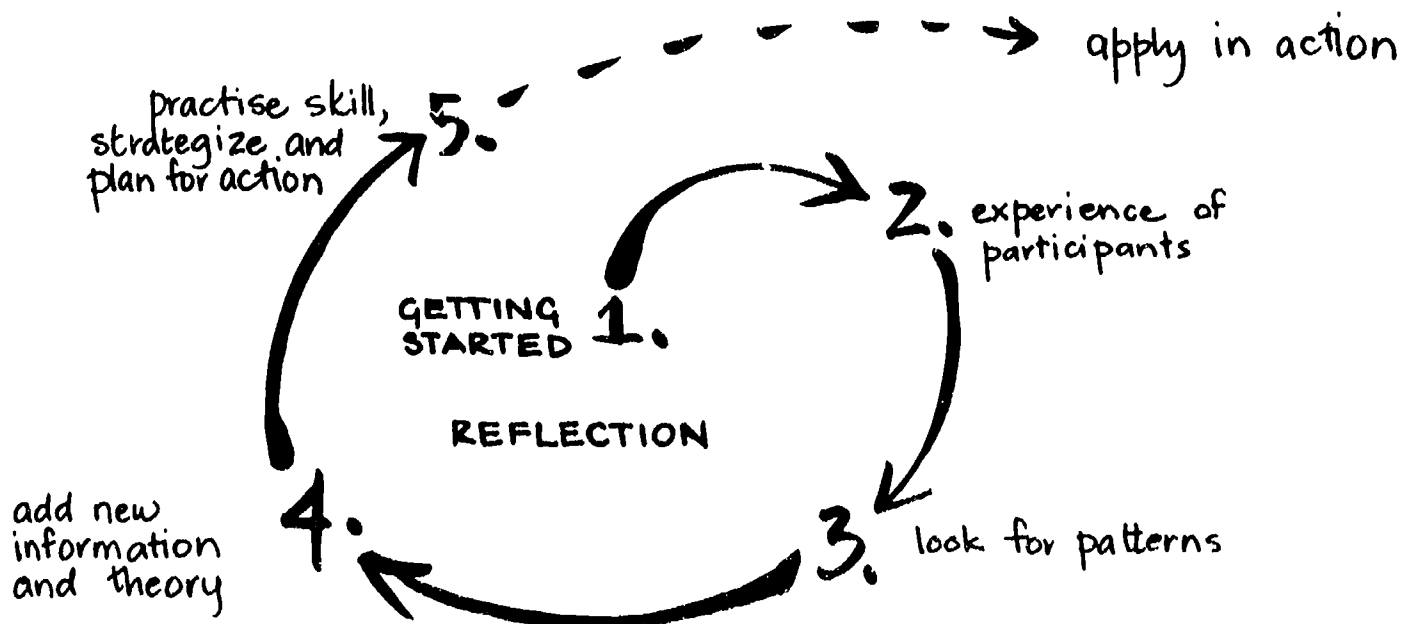 apply in action
practise skill,
strategize and
plan for action
5.
2.
experience of
participants
GETTING
STARTED
1.
REFLECTION
add new
information
and theory
4.
3.
look for patterns